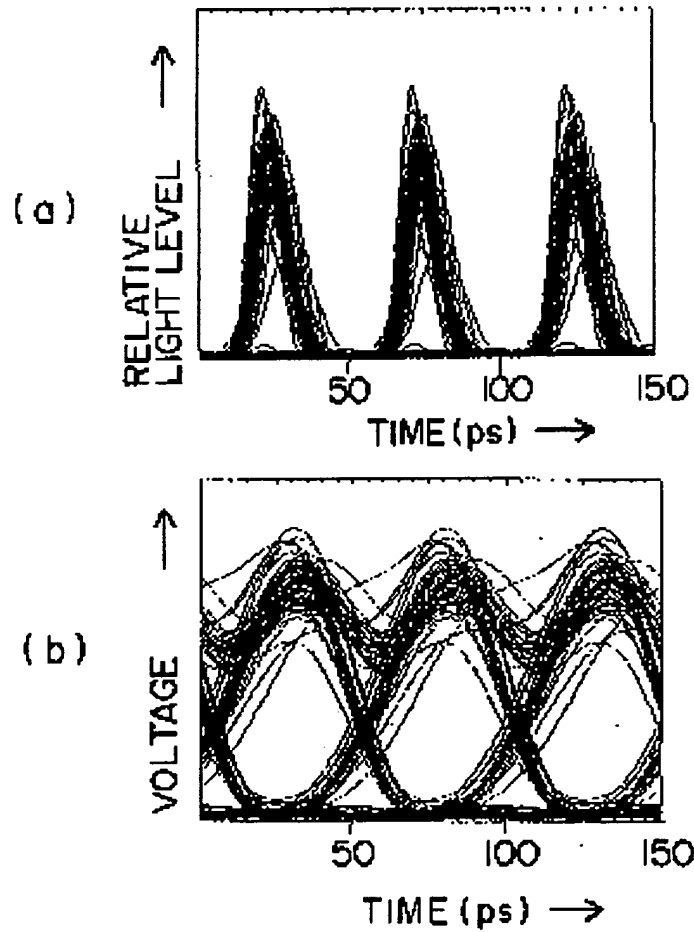 (a)
RELATIVE
LIGHT LEVEL
50
100
150
TIME (ps)
(b)
VOLTAGE
50
100
150
TIME (ps)